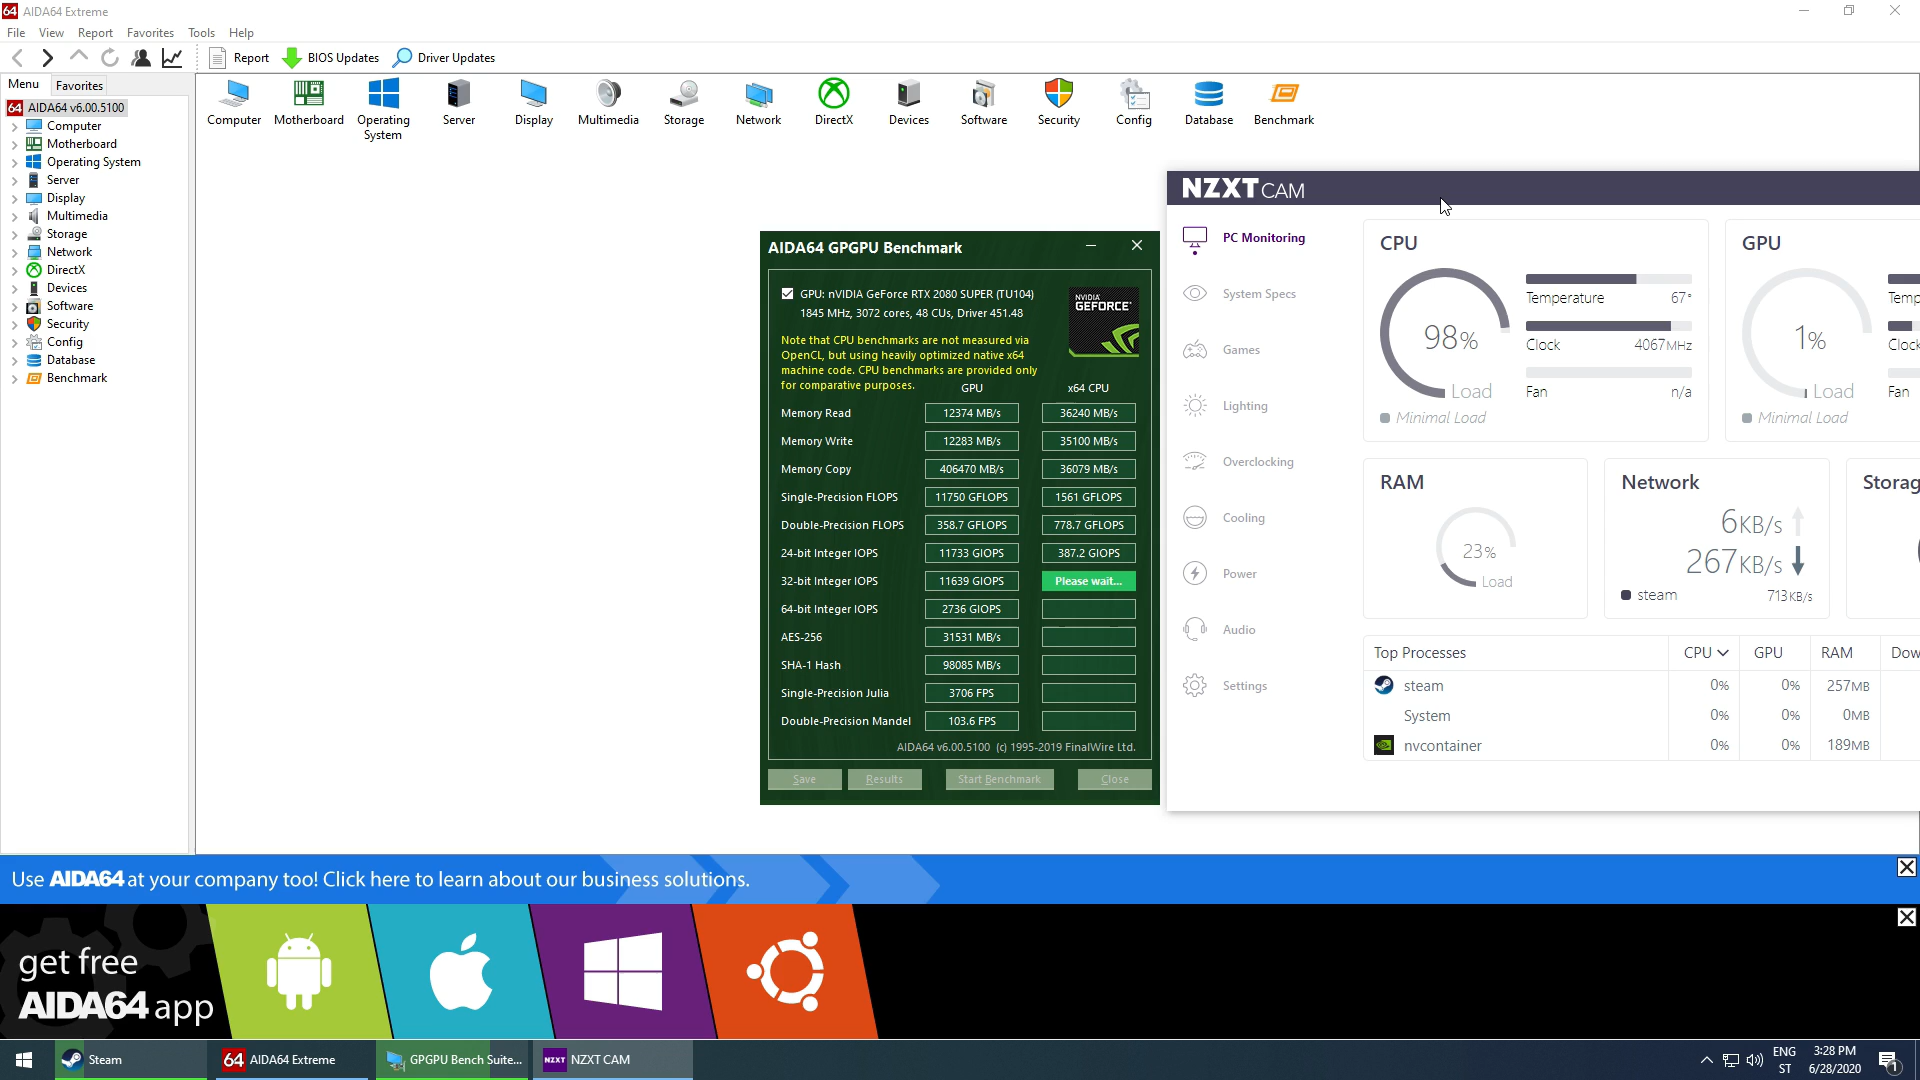 64 AIDA64 Extreme
File View Report Favorites Tools Help
Report BIOS Updates Driver Updates
Menu Favorites
64 AIDA64 v6.00.5100
Computer
Motherboard
Operating System
Server
Display
Multimedia
Storage
Network
DirectX
Devices
Software
Security
Config
Database
Benchmark
Computer Motherboard Operating System Server Display Multimedia Storage Network DirectX Devices Software Security Config Database Benchmark
AIDA64 GPGPU Benchmark
GPU: nVIDIA GeForce RTX 2080 SUPER (TU104)
1845 MHz, 3072 cores, 48 CUs, Driver 451.48
NVIDIA
GEFORCE
Note that CPU benchmarks are not measured via
OpenCL, but using heavily optimized native x64
machine code. CPU benchmarks are provided only
for comparative purposes.
GPU x64 CPU
Memory Read 12374 MB/s 36240 MB/s
Memory Write 12283 MB/s 35100 MB/s
Memory Copy 406470 MB/s 36079 MB/s
Single-Precision FLOPS 11750 GFLOPS 1561 GFLOPS
Double-Precision FLOPS 358.7 GFLOPS 778.7 GFLOPS
24-bit Integer IOPS 11733 GIOPS 387.2 GIOPS
32-bit Integer IOPS 11639 GIOPS Please wait...
64-bit Integer IOPS 2736 GIOPS
AES-256 31531 MB/s
SHA-1 Hash 98085 MB/s
Single-Precision Julia 3706 FPS
Double-Precision Mandel 103.6 FPS
AIDA64 v6.00.5100 (c) 1995-2019 FinalWire Ltd.
Save Results Start Benchmark Close
NZXT CAM
PC Monitoring
System Specs
Games
Lighting
Overclocking
Cooling
Power
Audio
Settings
CPU
98%
Load
Minimal Load
Temperature 67°
Clock 4067MHz
Fan n/a
GPU
1%
Load
Minimal Load
Temp
Clock
Fan
RAM
23%
Load
Network
6KB/s
267KB/s
steam 713KB/s
Storag
Top Processes CPU GPU RAM Dow
steam 0% 0% 257MB
System 0% 0% 0MB
nvcontainer 0% 0% 189MB
Use AIDA64 at your company too! Click here to learn about our business solutions.
get free
AIDA64 app
Steam
64 AIDA64 Extreme
GPGPU Bench Suite...
NZXT NZXT CAM
ENG
ST
3:28 PM
6/28/2020
1